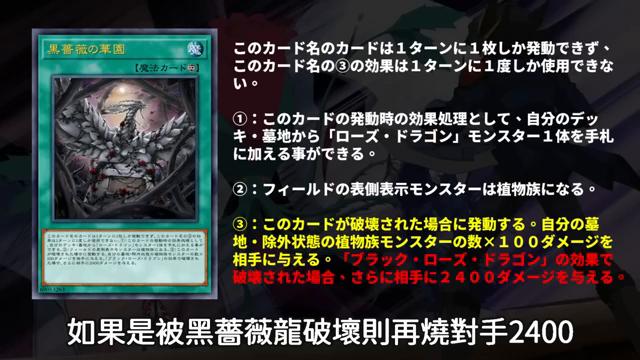 黒薔薇の華園
【魔法カード
このカード名のカードは１ターンに１枚しか発動できず、
このカード名の③の効果は１ターンに１度しか使用できな
い。
①：このカードの発動時の効果処理として、自分のデッ
キ・墓地から「ローズ・ドラゴン」モンスター１体を手札
に加える事ができる。
②：フィールドの表側表示モンスターは植物族になる。
③：このカードが破壊された場合に発動する。自分の墓
地・除外状態の植物族モンスターの数×１００ダメージを
相手に与える。「ブラック・ローズ・ドラゴン」の効果で
破壊された場合、さらに相手に２４００ダメージを与える。
如果是被黑薔薇龍破壞則再燒對手2400